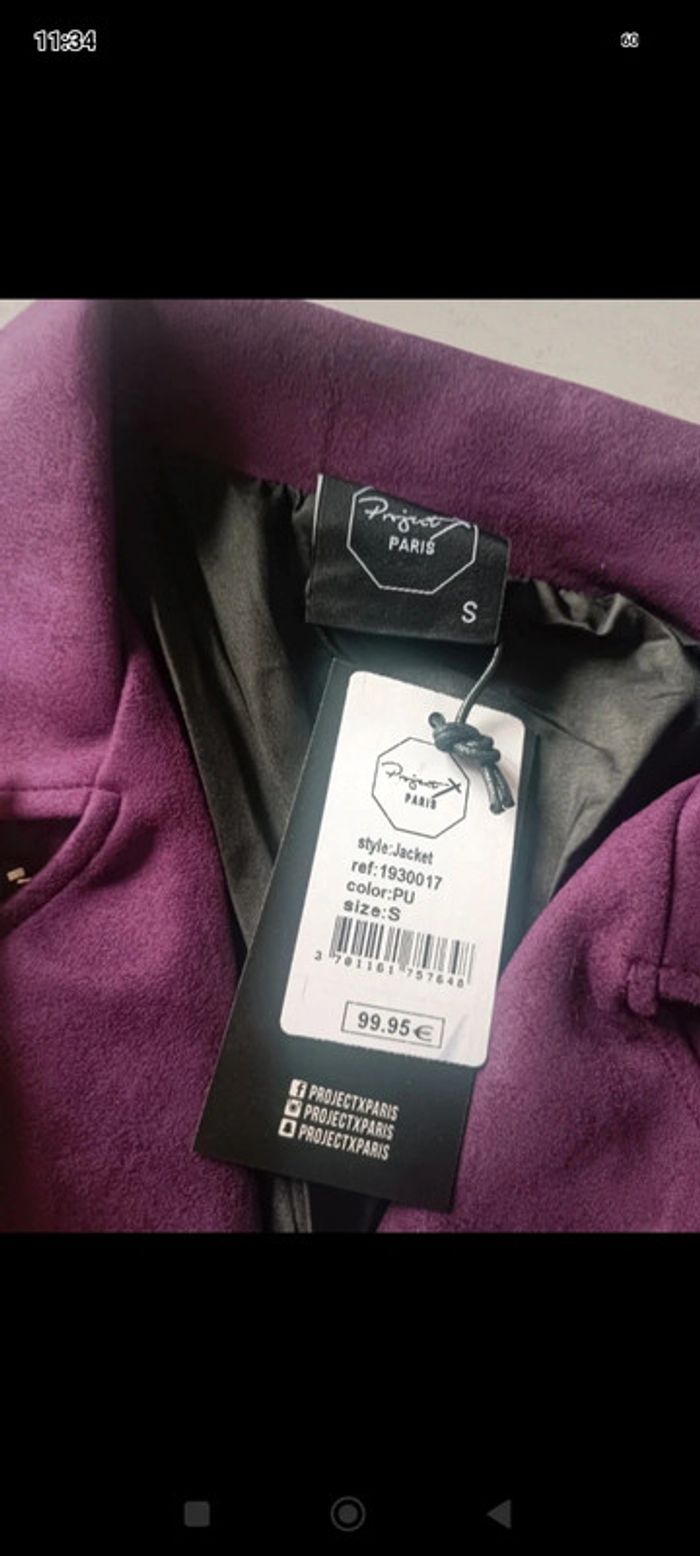 11:34
60
Project X
PARIS
S
Project X
PARIS
style:Jacket
ref:1930017
color:PU
size:S
3 701161 757648
99.95€
PROJECTXPARIS
PROJECTXPARIS
PROJECTXPARIS